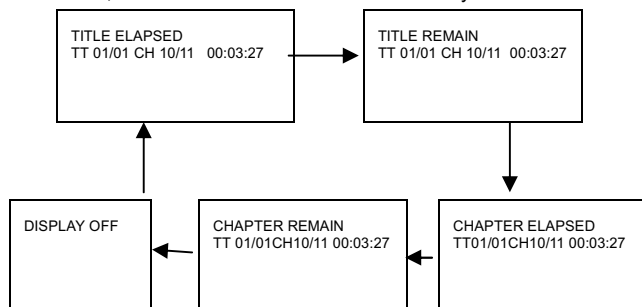 TITLE ELAPSED
TT 01/01 CH 10/11 00:03:27
TITLE REMAIN
TT 01/01 CH 10/11 00:03:27
CHAPTER ELAPSED
TT01/01CH10/11 00:03:27
CHAPTER REMAIN
TT 01/01CH10/11 00:03:27
DISPLAY OFF